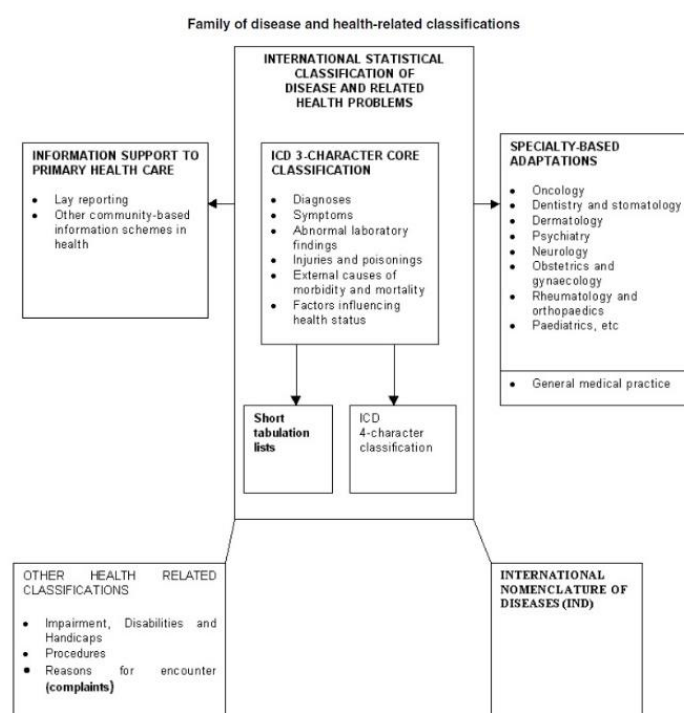 Family of disease and health-related classifications
INTERNATIONAL STATISTICAL
CLASSIFICATION OF
DISEASE AND RELATED
HEALTH PROBLEMS
INFORMATION SUPPORT TO
PRIMARY HEALTH CARE
• Lay reporting
• Other community-based
information schemes in
health
ICD 3-CHARACTER CORE
CLASSIFICATION
• Diagnoses
• Symptoms
• Abnormal laboratory
findings
• Injuries and poisonings
• External causes of
morbidity and mortality
• Factors influencing
health status
SPECIALTY-BASED
ADAPTATIONS
• Oncology
• Dentistry and stomatology
• Dermatology
• Psychiatry
• Neurology
• Obstetrics and
gynaecology
• Rheumatology and
orthopaedics
• Paediatrics, etc
• General medical practice
Short
tabulation
lists
ICD
4-character
classification
OTHER HEALTH RELATED
CLASSIFICATIONS
• Impairment, Disabilities and
Handicaps
• Procedures
• Reasons for encounter
(complaints)
INTERNATIONAL
NOMENCLATURE OF
DISEASES (IND)